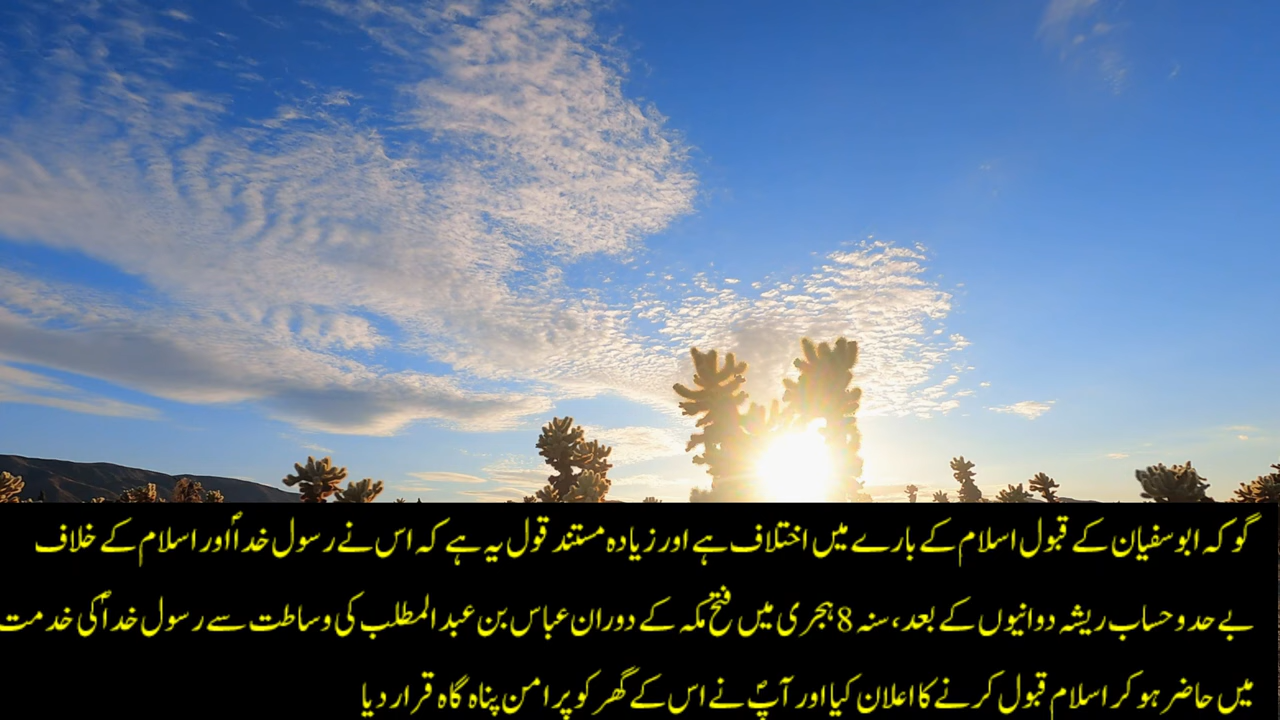 گو کہ ابوسفیان کے قبول اسلام کے بارے میں اختلاف ہے اور زیادہ مستند قول یہ ہے کہ اس نے رسول خداؐ اور اسلام کے خلاف
بے حد و حساب ریشہ دوانیوں کے بعد، سنہ 8 ہجری میں فتح مکہ کے دوران عباس بن عبد المطلب کی وساطت سے رسول خداؐ کی خدمت
میں حاضر ہو کر اسلام قبول کرنے کا اعلان کیا اور آپؐ نے اس کے گھر کو پر امن پناہ گاہ قرار دیا